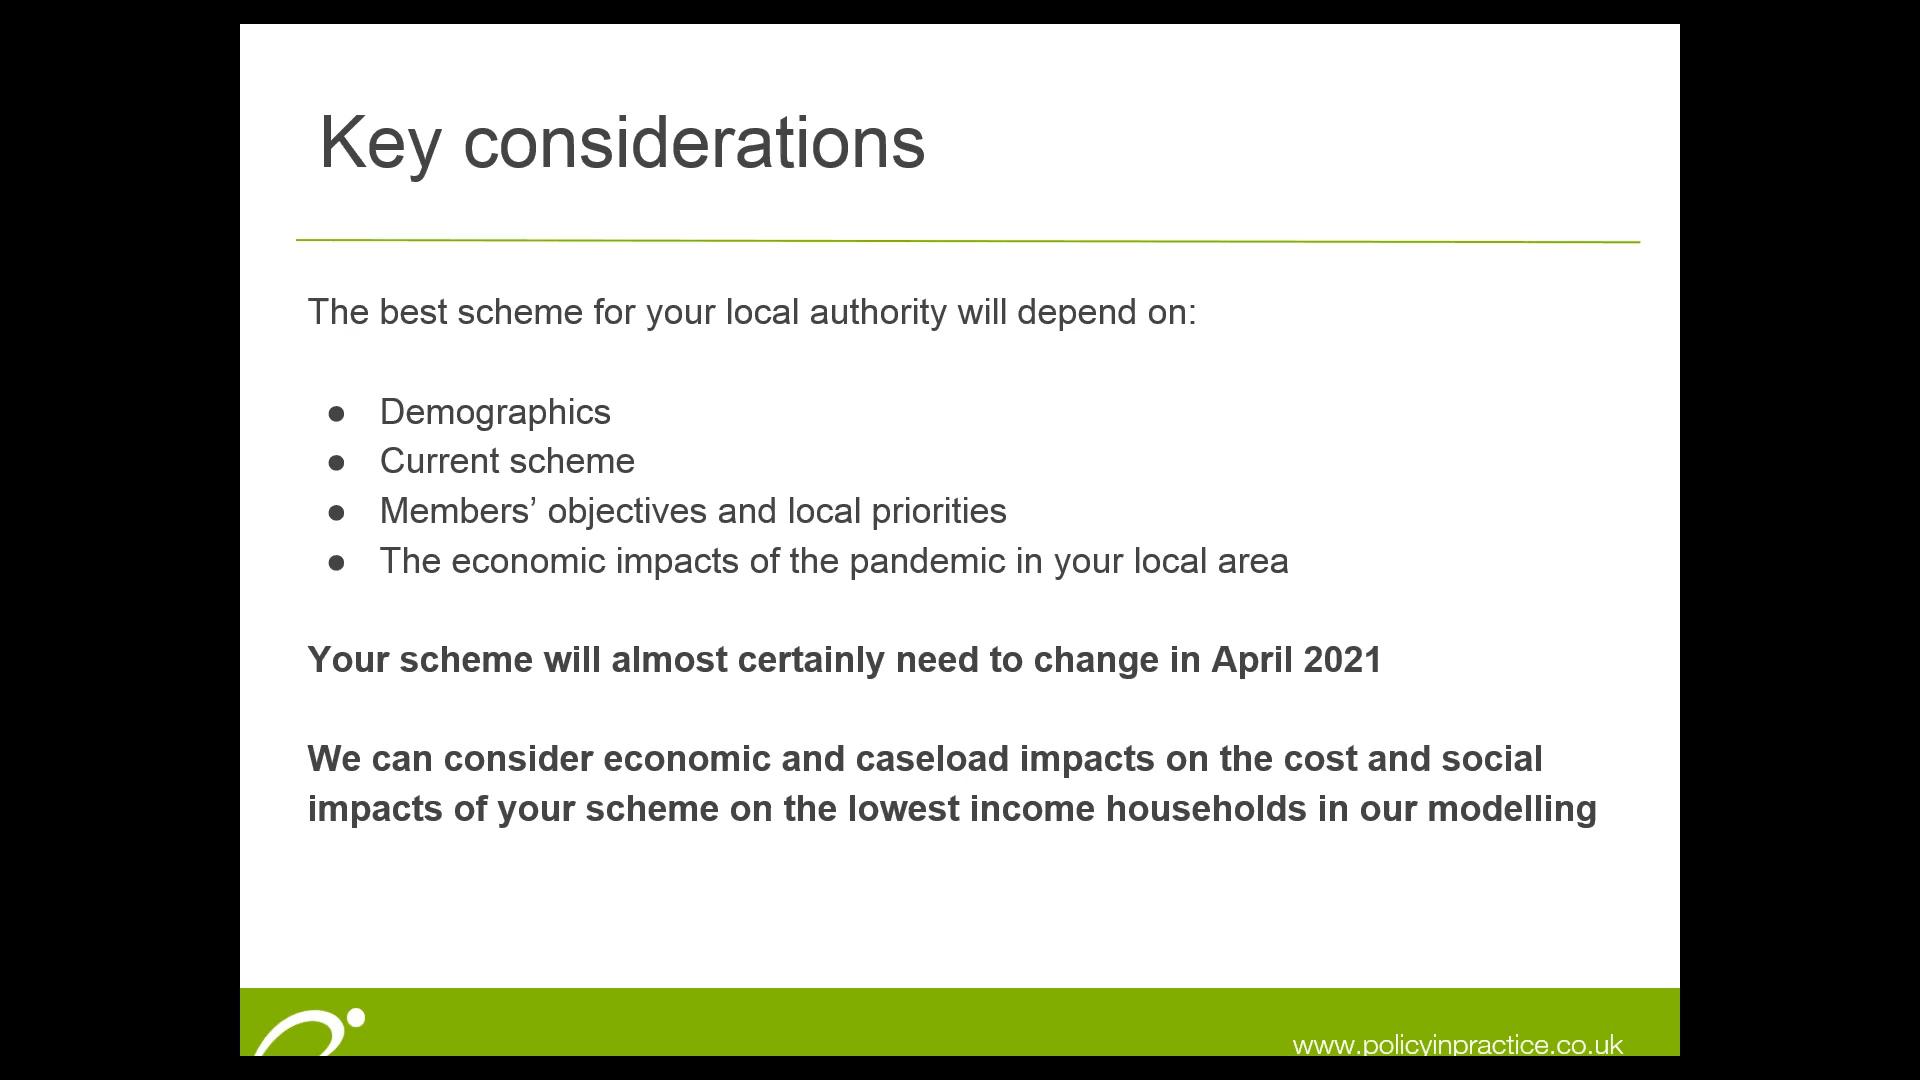 Key considerations
The best scheme for your local authority will depend on:
● Demographics
● Current scheme
● Members’ objectives and local priorities
● The economic impacts of the pandemic in your local area
Your scheme will almost certainly need to change in April 2021
We can consider economic and caseload impacts on the cost and social
impacts of your scheme on the lowest income households in our modelling
www.policyinpractice.co.uk